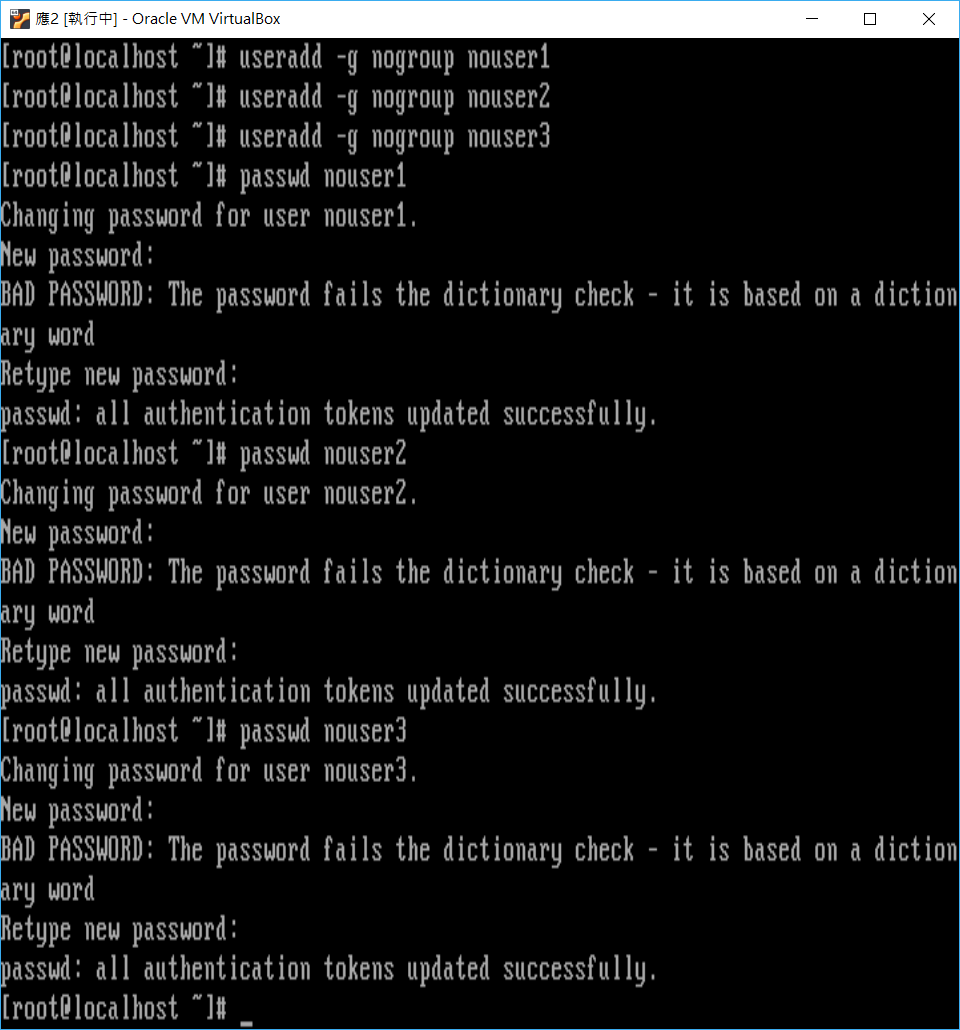 應2 [執行中] - Oracle VM VirtualBox
[root@localhost ~]# useradd -g nogroup nouser1
[root@localhost ~]# useradd -g nogroup nouser2
[root@localhost ~]# useradd -g nogroup nouser3
[root@localhost ~]# passwd nouser1
Changing password for user nouser1.
New password:
BAD PASSWORD: The password fails the dictionary check - it is based on a diction
ary word
Retype new password:
passwd: all authentication tokens updated successfully.
[root@localhost ~]# passwd nouser2
Changing password for user nouser2.
New password:
BAD PASSWORD: The password fails the dictionary check - it is based on a diction
ary word
Retype new password:
passwd: all authentication tokens updated successfully.
[root@localhost ~]# passwd nouser3
Changing password for user nouser3.
New password:
BAD PASSWORD: The password fails the dictionary check - it is based on a diction
ary word
Retype new password:
passwd: all authentication tokens updated successfully.
[root@localhost ~]# _